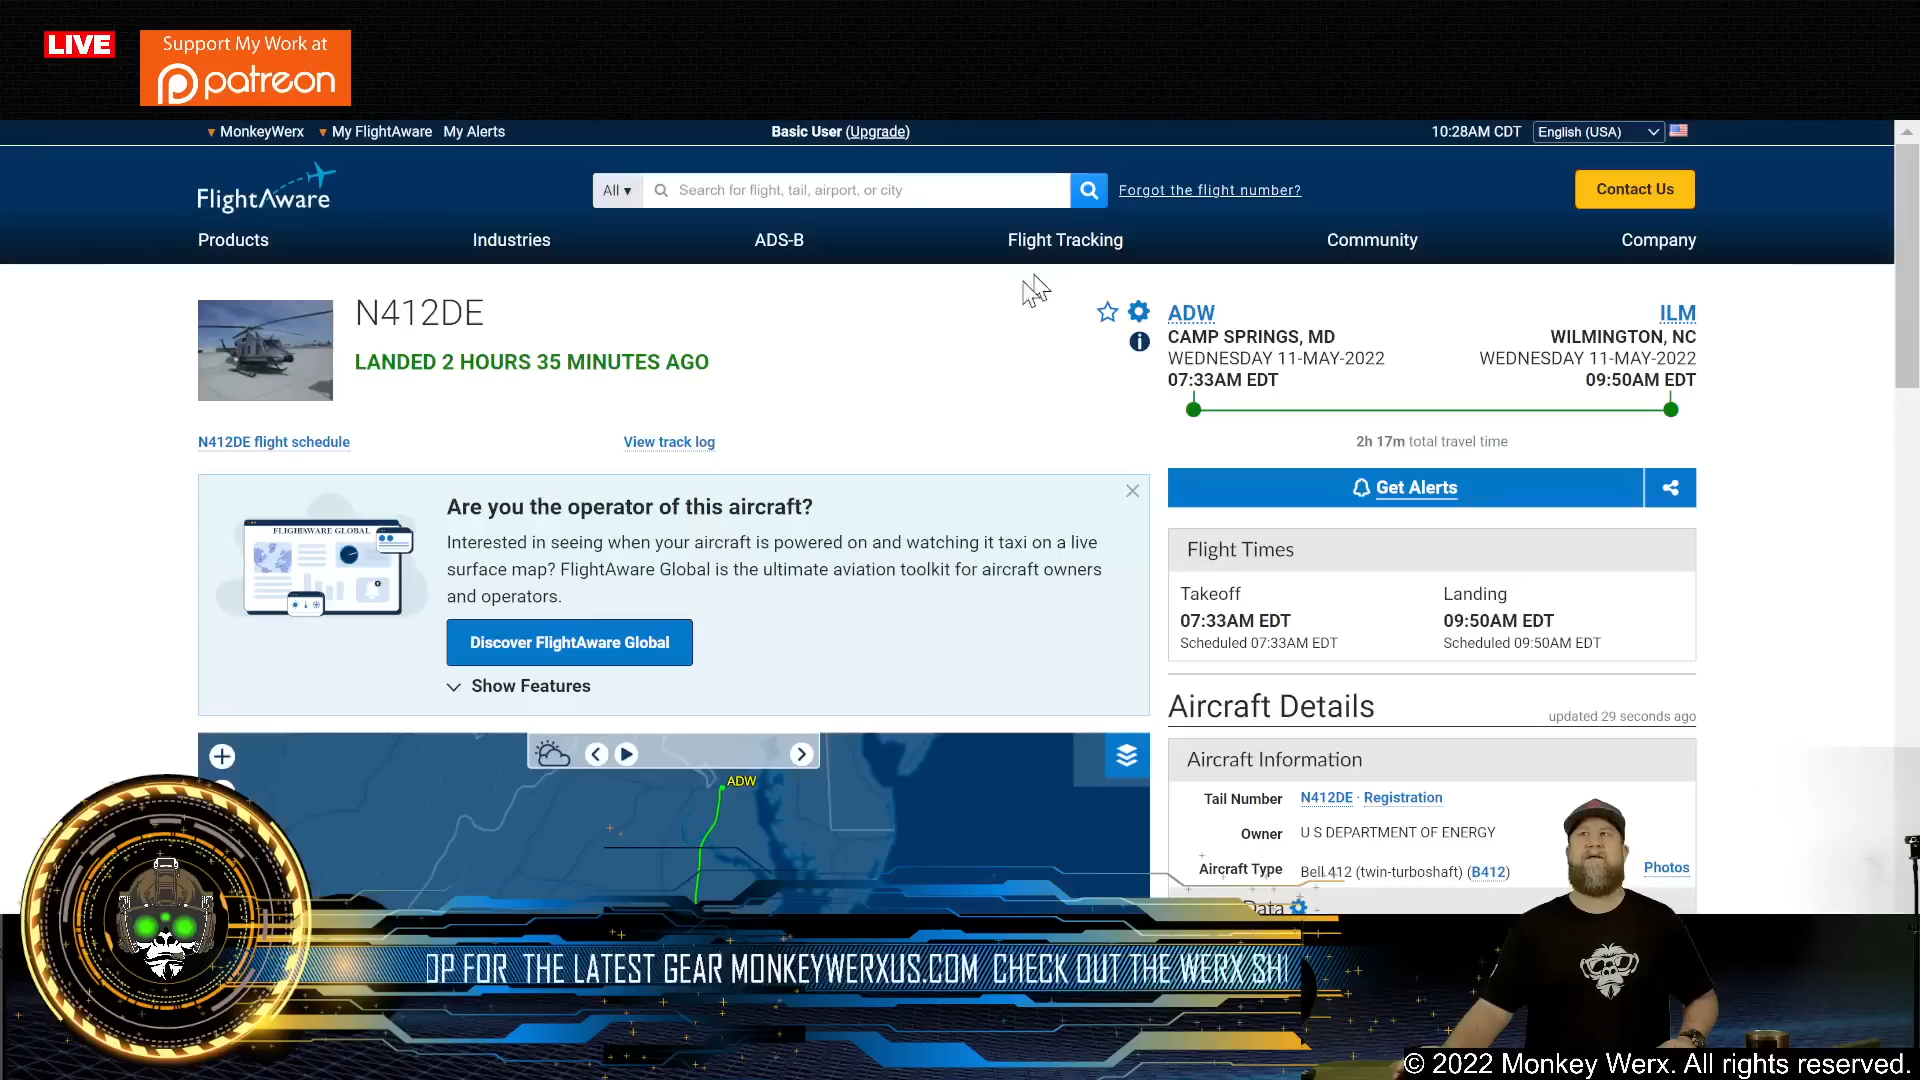 LIVE
Support My Work at
patreon
MonkeyWerx My FlightAware My Alerts
Basic User (Upgrade)
10:28AM CDT English (USA)
FlightAware
All Search for flight, tail, airport, or city
Forgot the flight number?
Contact Us
Products Industries ADS-B Flight Tracking Community Company
N412DE
LANDED 2 HOURS 35 MINUTES AGO
N412DE flight schedule
View track log
ADW ILM
CAMP SPRINGS, MD WILMINGTON, NC
WEDNESDAY 11-MAY-2022 WEDNESDAY 11-MAY-2022
07:33AM EDT 09:50AM EDT
2h 17m total travel time
Get Alerts
Are you the operator of this aircraft?
FLIGHTAWARE GLOBAL
Interested in seeing when your aircraft is powered on and watching it taxi on a live
surface map? FlightAware Global is the ultimate aviation toolkit for aircraft owners
and operators.
Discover FlightAware Global
Show Features
Flight Times
Takeoff Landing
07:33AM EDT 09:50AM EDT
Scheduled 07:33AM EDT Scheduled 09:50AM EDT
Aircraft Details
updated 29 seconds ago
Aircraft Information
Tail Number N412DE · Registration
Owner U S DEPARTMENT OF ENERGY
Aircraft Type Bell 412 (twin-turboshaft) (B412)
Photos
Data
ADW
OP FOR THE LATEST GEAR MONKEYWERXUS.COM CHECK OUT THE WERX SH
© 2022 Monkey Werx. All rights reserved.